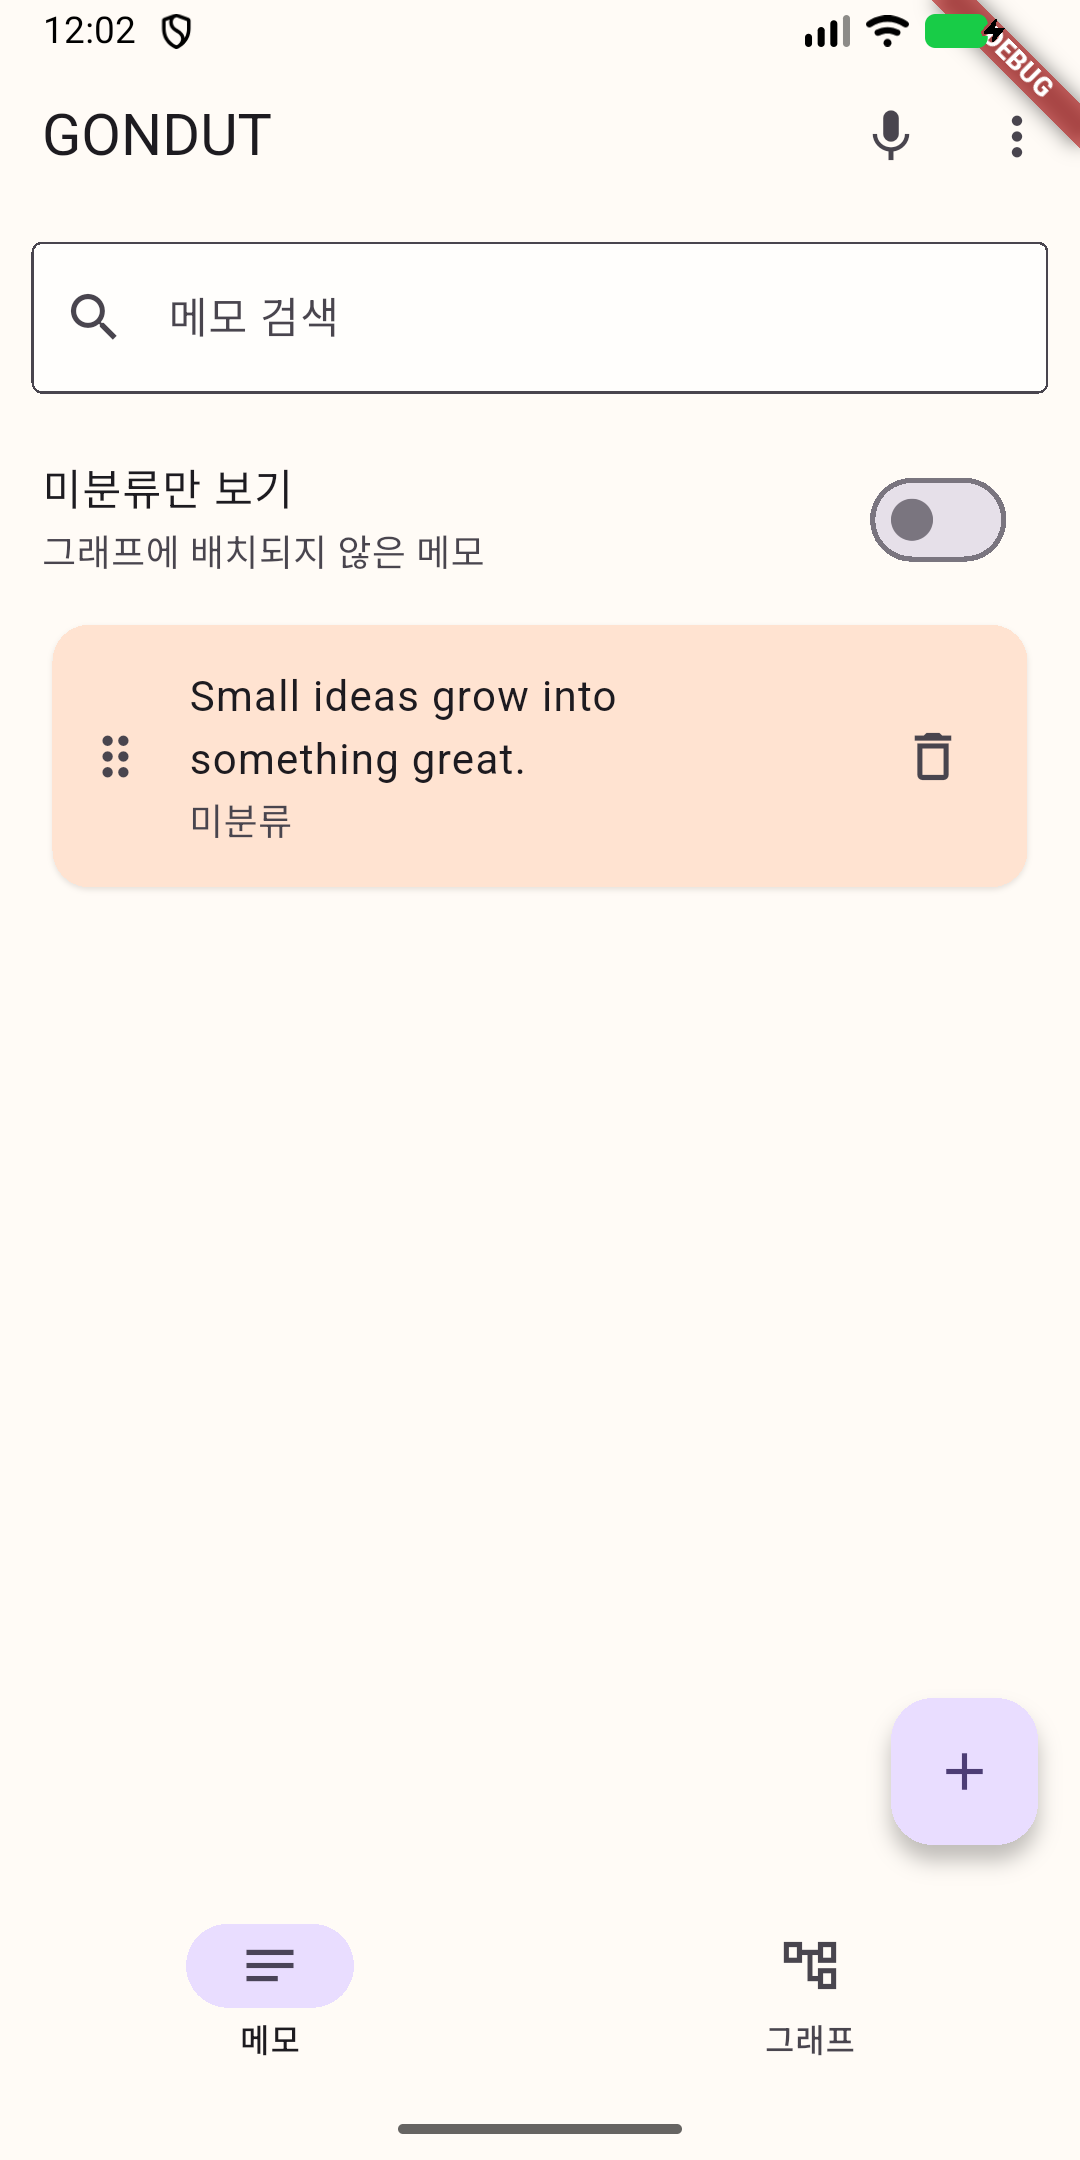 12:02
DEBUG
GONDUT
메모 검색
미분류만 보기
그래프에 배치되지 않은 메모
Small ideas grow into
something great.
미분류
메모
그래프